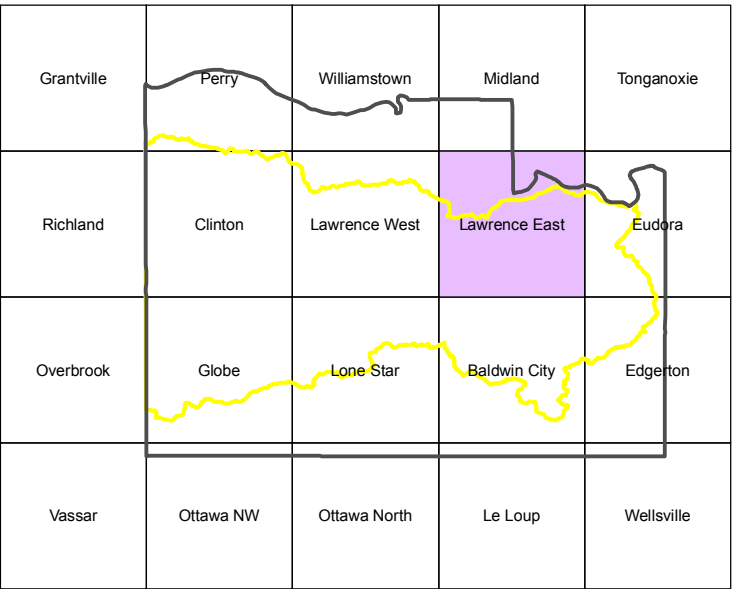 Grantville
Perry
Williamstown
Midland
Tonganoxie
Richland
Clinton
Lawrence West
Lawrence East
Eudora
Overbrook
Globe
Lone Star
Baldwin City
Edgerton
Vassar
Ottawa NW
Ottawa North
Le Loup
Wellsville